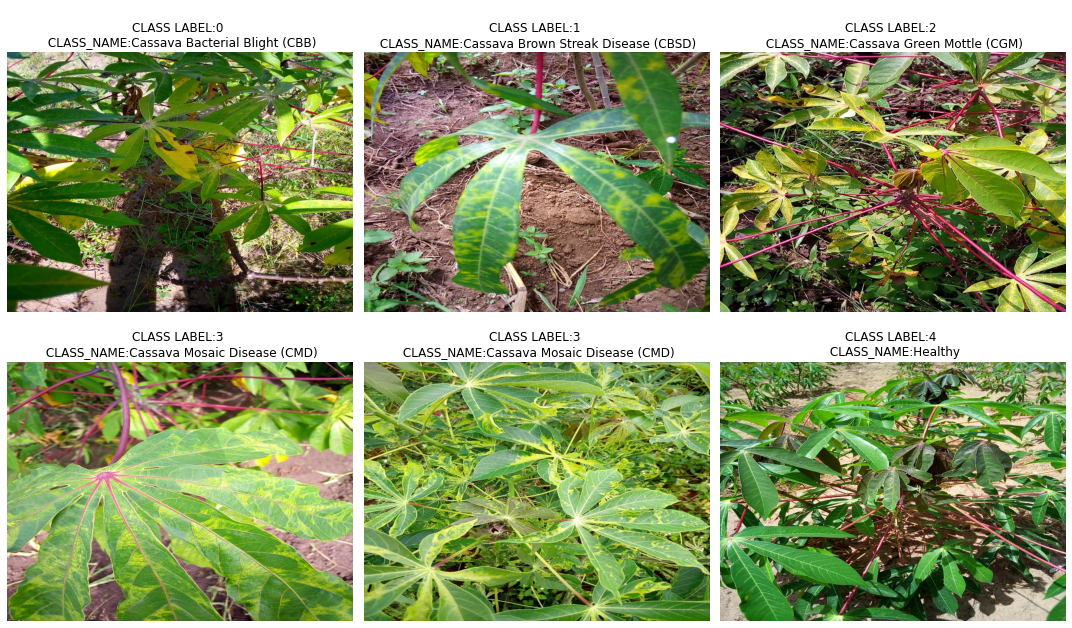 CLASS LABEL:0
CLASS_NAME:Cassava Bacterial Blight (CBB)
CLASS LABEL:1
CLASS_NAME:Cassava Brown Streak Disease (CBSD)
CLASS LABEL:2
CLASS_NAME:Cassava Green Mottle (CGM)
CLASS LABEL:3
CLASS_NAME:Cassava Mosaic Disease (CMD)
CLASS LABEL:3
CLASS_NAME:Cassava Mosaic Disease (CMD)
CLASS LABEL:4
CLASS_NAME:Healthy